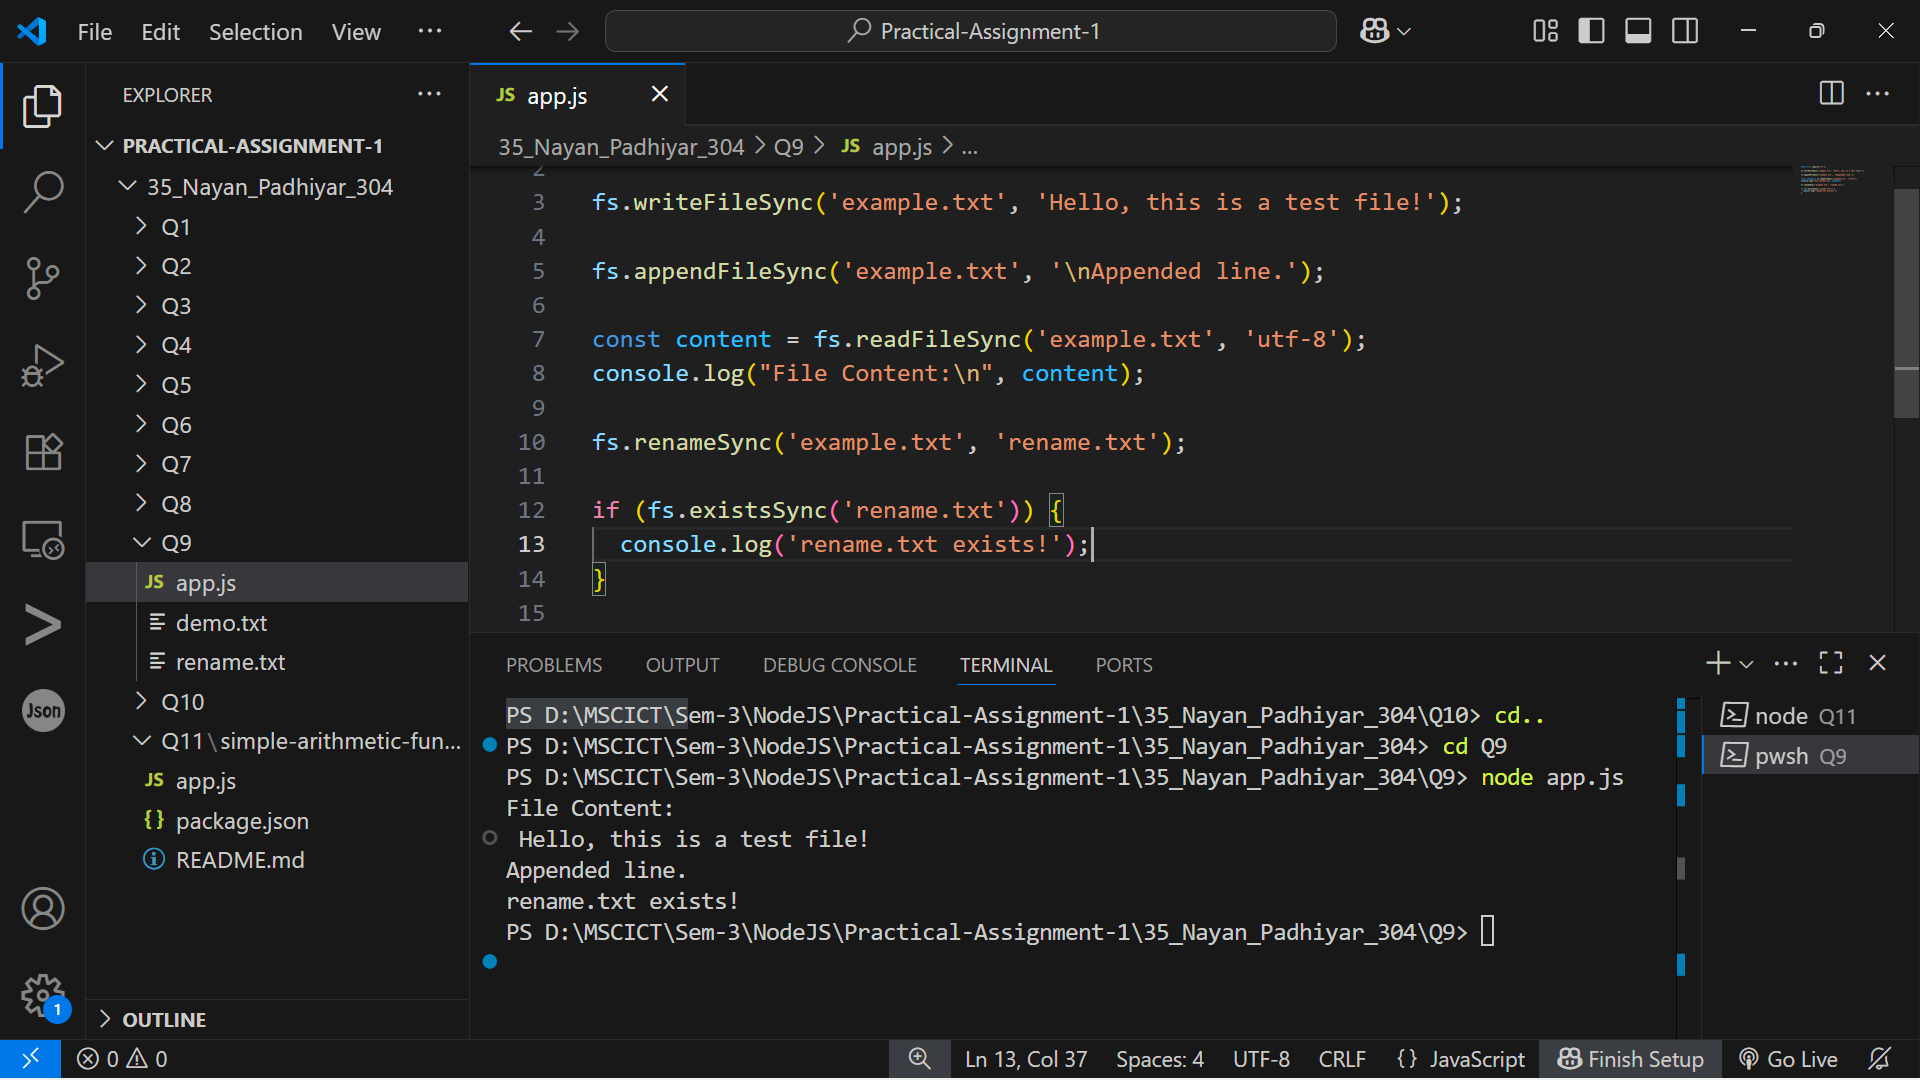 File Edit Selection View ... Practical-Assignment-1
EXPLORER ...
PRACTICAL-ASSIGNMENT-1
35_Nayan_Padhiyar_304
Q1
Q2
Q3
Q4
Q5
Q6
Q7
Q8
Q9
JS app.js
demo.txt
rename.txt
Q10
Q11\simple-arithmetic-fun...
JS app.js
{} package.json
README.md
OUTLINE
Json
1
JS app.js
35_Nayan_Padhiyar_304 > Q9 > JS app.js > ...
2
3 fs.writeFileSync('example.txt', 'Hello, this is a test file!');
4
5 fs.appendFileSync('example.txt', '\nAppended line.');
6
7 const content = fs.readFileSync('example.txt', 'utf-8');
8 console.log("File Content:\n", content);
9
10 fs.renameSync('example.txt', 'rename.txt');
11
12 if (fs.existsSync('rename.txt')) {
13 console.log('rename.txt exists!');
14 }
15
PROBLEMS OUTPUT DEBUG CONSOLE TERMINAL PORTS
PS D:\MSCICT\Sem-3\NodeJS\Practical-Assignment-1\35_Nayan_Padhiyar_304\Q10> cd..
PS D:\MSCICT\Sem-3\NodeJS\Practical-Assignment-1\35_Nayan_Padhiyar_304> cd Q9
PS D:\MSCICT\Sem-3\NodeJS\Practical-Assignment-1\35_Nayan_Padhiyar_304\Q9> node app.js
File Content:
Hello, this is a test file!
Appended line.
rename.txt exists!
PS D:\MSCICT\Sem-3\NodeJS\Practical-Assignment-1\35_Nayan_Padhiyar_304\Q9>
node Q11
pwsh Q9
0 0 Ln 13, Col 37 Spaces: 4 UTF-8 CRLF {} JavaScript Finish Setup Go Live